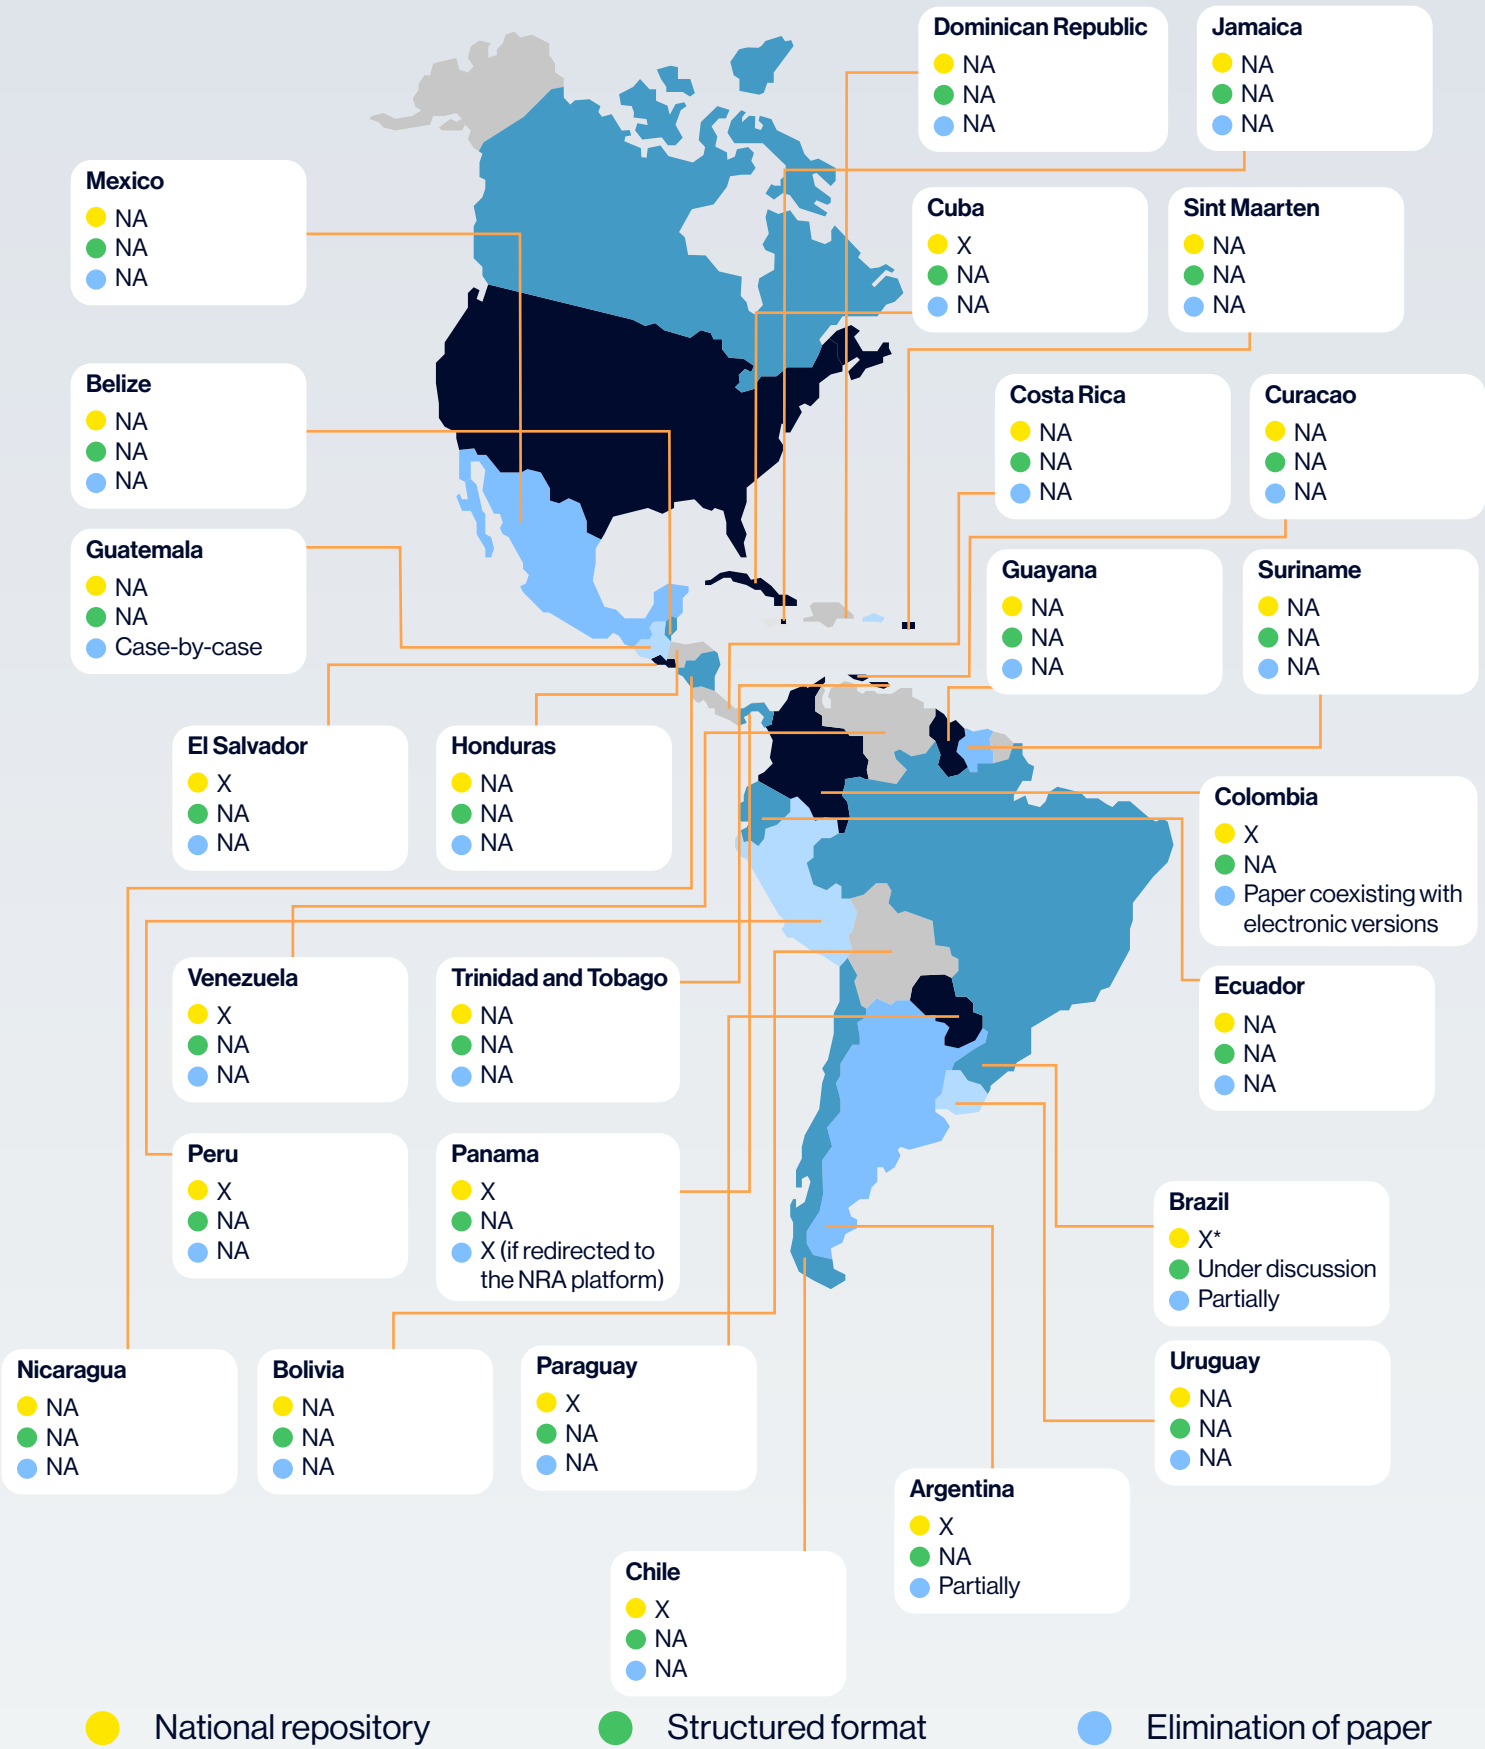 Dominican Republic
NA
NA
NA
Jamaica
NA
NA
NA
Mexico
NA
NA
NA
Cuba
X
NA
NA
Sint Maarten
NA
NA
NA
Belize
NA
NA
NA
Costa Rica
NA
NA
NA
Curacao
NA
NA
NA
Guatemala
NA
NA
Case-by-case
Guayana
NA
NA
NA
Suriname
NA
NA
NA
El Salvador
X
NA
NA
Honduras
NA
NA
NA
Colombia
X
NA
Paper coexisting with
electronic versions
Venezuela
X
NA
NA
Trinidad and Tobago
NA
NA
NA
Ecuador
NA
NA
NA
Peru
X
NA
NA
Panama
X
NA
X (if redirected to
the NRA platform)
Brazil
X*
Under discussion
Partially
Nicaragua
NA
NA
NA
Bolivia
NA
NA
NA
Paraguay
X
NA
NA
Uruguay
NA
NA
NA
Argentina
X
NA
Partially
Chile
X
NA
NA
National repository
Structured format
Elimination of paper